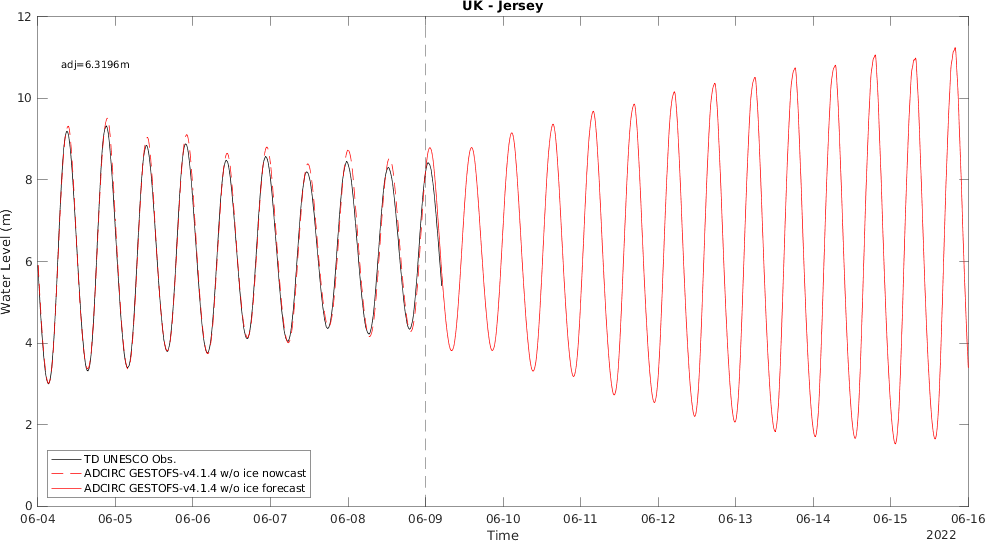 UK - Jersey
adj=6.3196m
12
10
8
6
4
2
0
Water Level (m)
TD UNESCO Obs.
ADCIRC GESTOFS-v4.1.4 w/o ice nowcast
ADCIRC GESTOFS-v4.1.4 w/o ice forecast
06-04 06-05 06-06 06-07 06-08 06-09 06-10 06-11 06-12 06-13 06-14 06-15 06-16
Time
2022